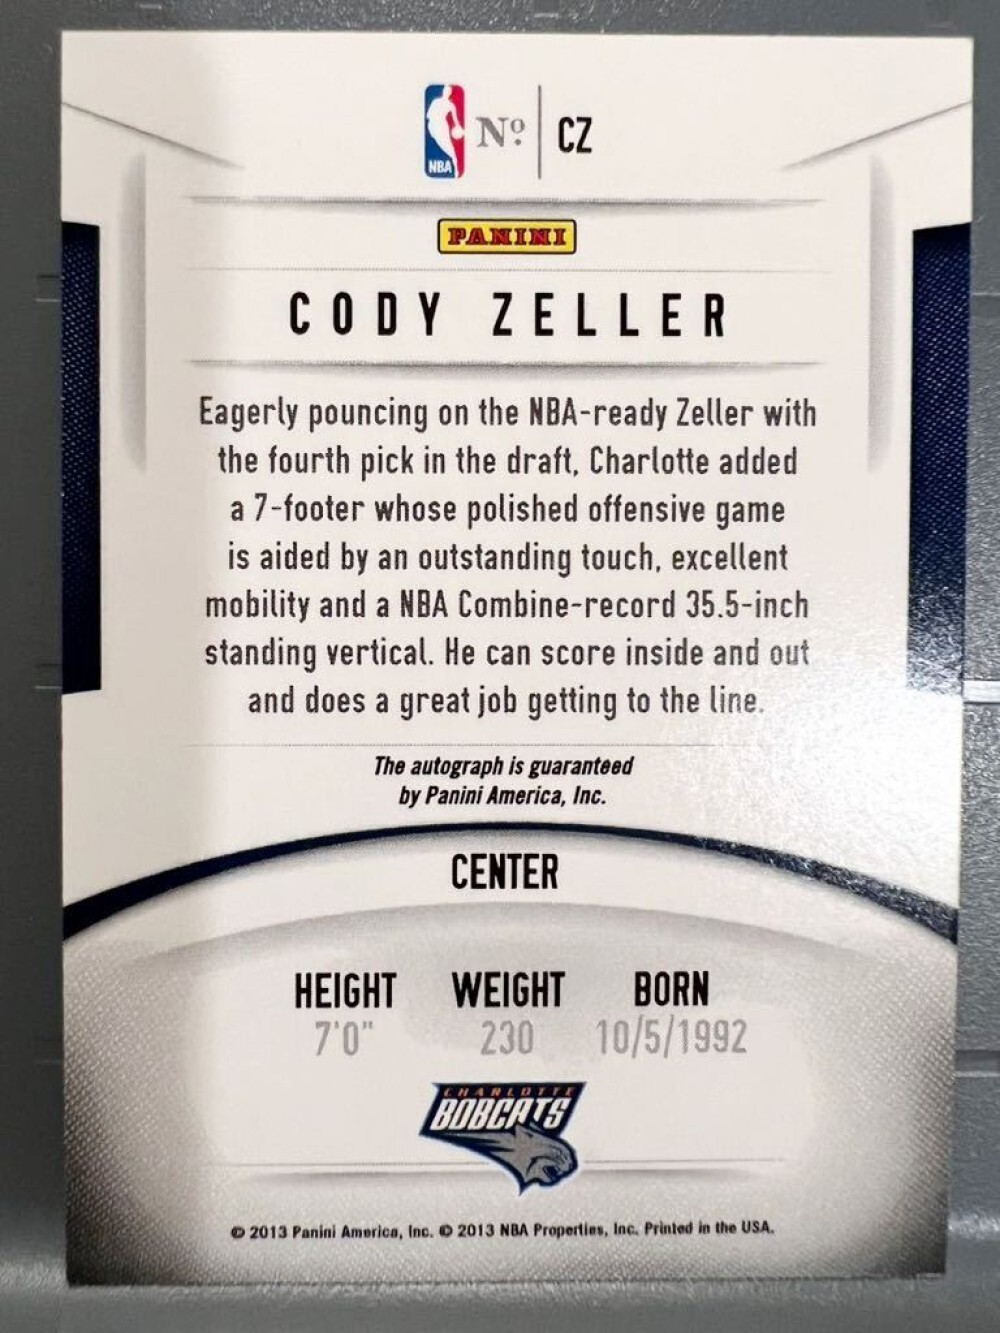 NBA Nº CZ
PANINI
CODY ZELLER
Eagerly pouncing on the NBA-ready Zeller with
the fourth pick in the draft, Charlotte added
a 7-footer whose polished offensive game
is aided by an outstanding touch, excellent
mobility and a NBA Combine-record 35.5-inch
standing vertical. He can score inside and out
and does a great job getting to the line.
The autograph is guaranteed
by Panini America, Inc.
CENTER
HEIGHT WEIGHT BORN
7'0" 230 10/5/1992
CHARLOTTE
BOBCATS
© 2013 Panini America, Inc. © 2013 NBA Properties, Inc. Printed in the USA.